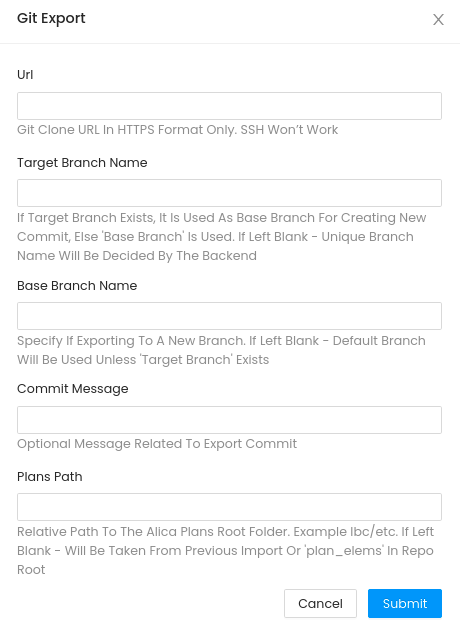 Git Export
Url
Git Clone URL In HTTPS Format Only. SSH Won’t Work
Target Branch Name
If Target Branch Exists, It Is Used As Base Branch For Creating New
Commit, Else 'Base Branch' Is Used. If Left Blank - Unique Branch
Name Will Be Decided By The Backend
Base Branch Name
Specify If Exporting To A New Branch. If Left Blank - Default Branch
Will Be Used Unless 'Target Branch' Exists
Commit Message
Optional Message Related To Export Commit
Plans Path
Relative Path To The Alica Plans Root Folder. Example Ibc/etc. If Left
Blank - Will Be Taken From Previous Import Or 'plan_elems' In Repo
Root
Cancel Submit